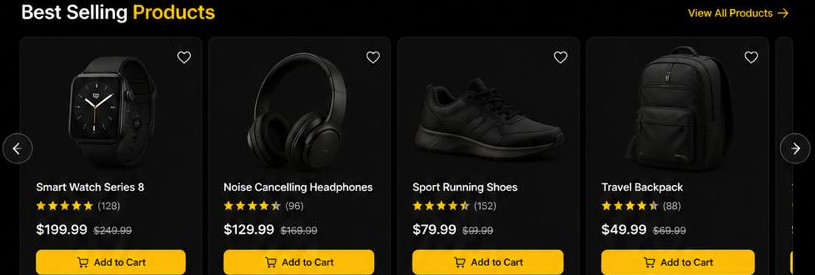 Best Selling Products
View All Products →
Smart Watch Series 8
(128)
$199.99 $249.99
Add to Cart
Noise Cancelling Headphones
(96)
$129.99 $169.99
Add to Cart
Sport Running Shoes
(152)
$79.99
Add to Cart
Travel Backpack
(88)
$49.99 $69.99
Add to Cart